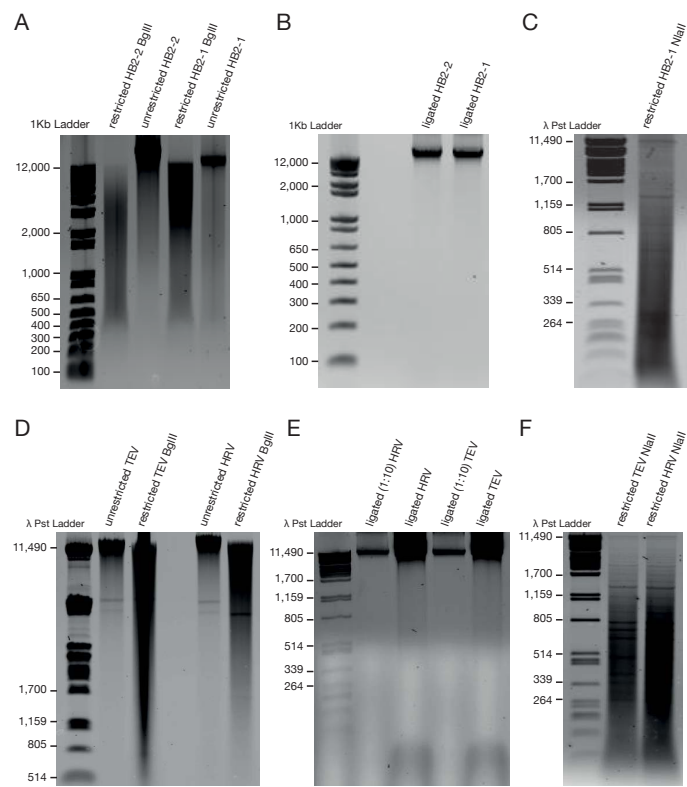 A
restricted HB2-2 BglII
unrestricted HB2-2
restricted HB2-1 BglII
unrestricted HB2-1
1Kb Ladder
12,000
2,000
1,000
650
500
400
300
200
100
B
ligated HB2-2
ligated HB2-1
1Kb Ladder
12,000
2,000
1,000
650
500
400
300
200
100
C
restricted HB2-1 NlaII
λ Pst Ladder
11,490
1,700
1,159
805
514
339
264
D
unrestricted TEV
restricted TEV BglII
unrestricted HRV
restricted HRV BglII
λ Pst Ladder
11,490
1,700
1,159
805
514
E
ligated (1:10) HRV
ligated HRV
ligated (1:10) TEV
ligated TEV
λ Pst Ladder
11,490
1,700
1,159
805
514
339
264
F
restricted TEV NlaII
restricted HRV NlaII
λ Pst Ladder
11,490
1,700
1,159
805
514
339
264